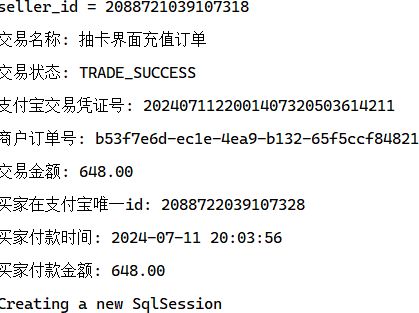 seller_id = 2088721039107318
交易名称: 抽卡界面充值订单
交易状态: TRADE_SUCCESS
支付宝交易凭证号: 2024071122001407320503614211
商户订单号: b53f7e6d-ec1e-4ea9-b132-65f5ccf84821
交易金额: 648.00
买家在支付宝唯一id: 2088722039107328
买家付款时间: 2024-07-11 20:03:56
买家付款金额: 648.00
Creating a new SqlSession